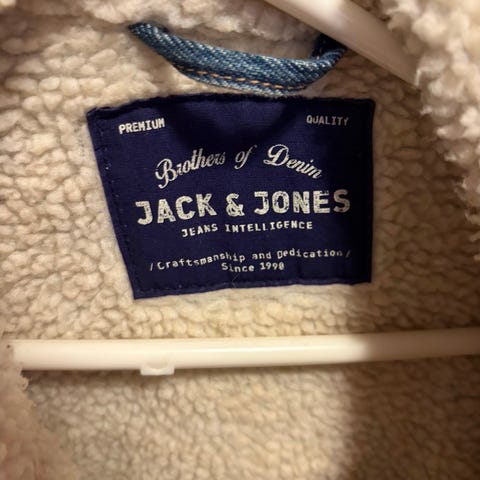 PREMIUM QUALITY
Brothers of Denim
JACK & JONES
JEANS INTELLIGENCE
/Craftsmanship and Dedication/
Since 1990